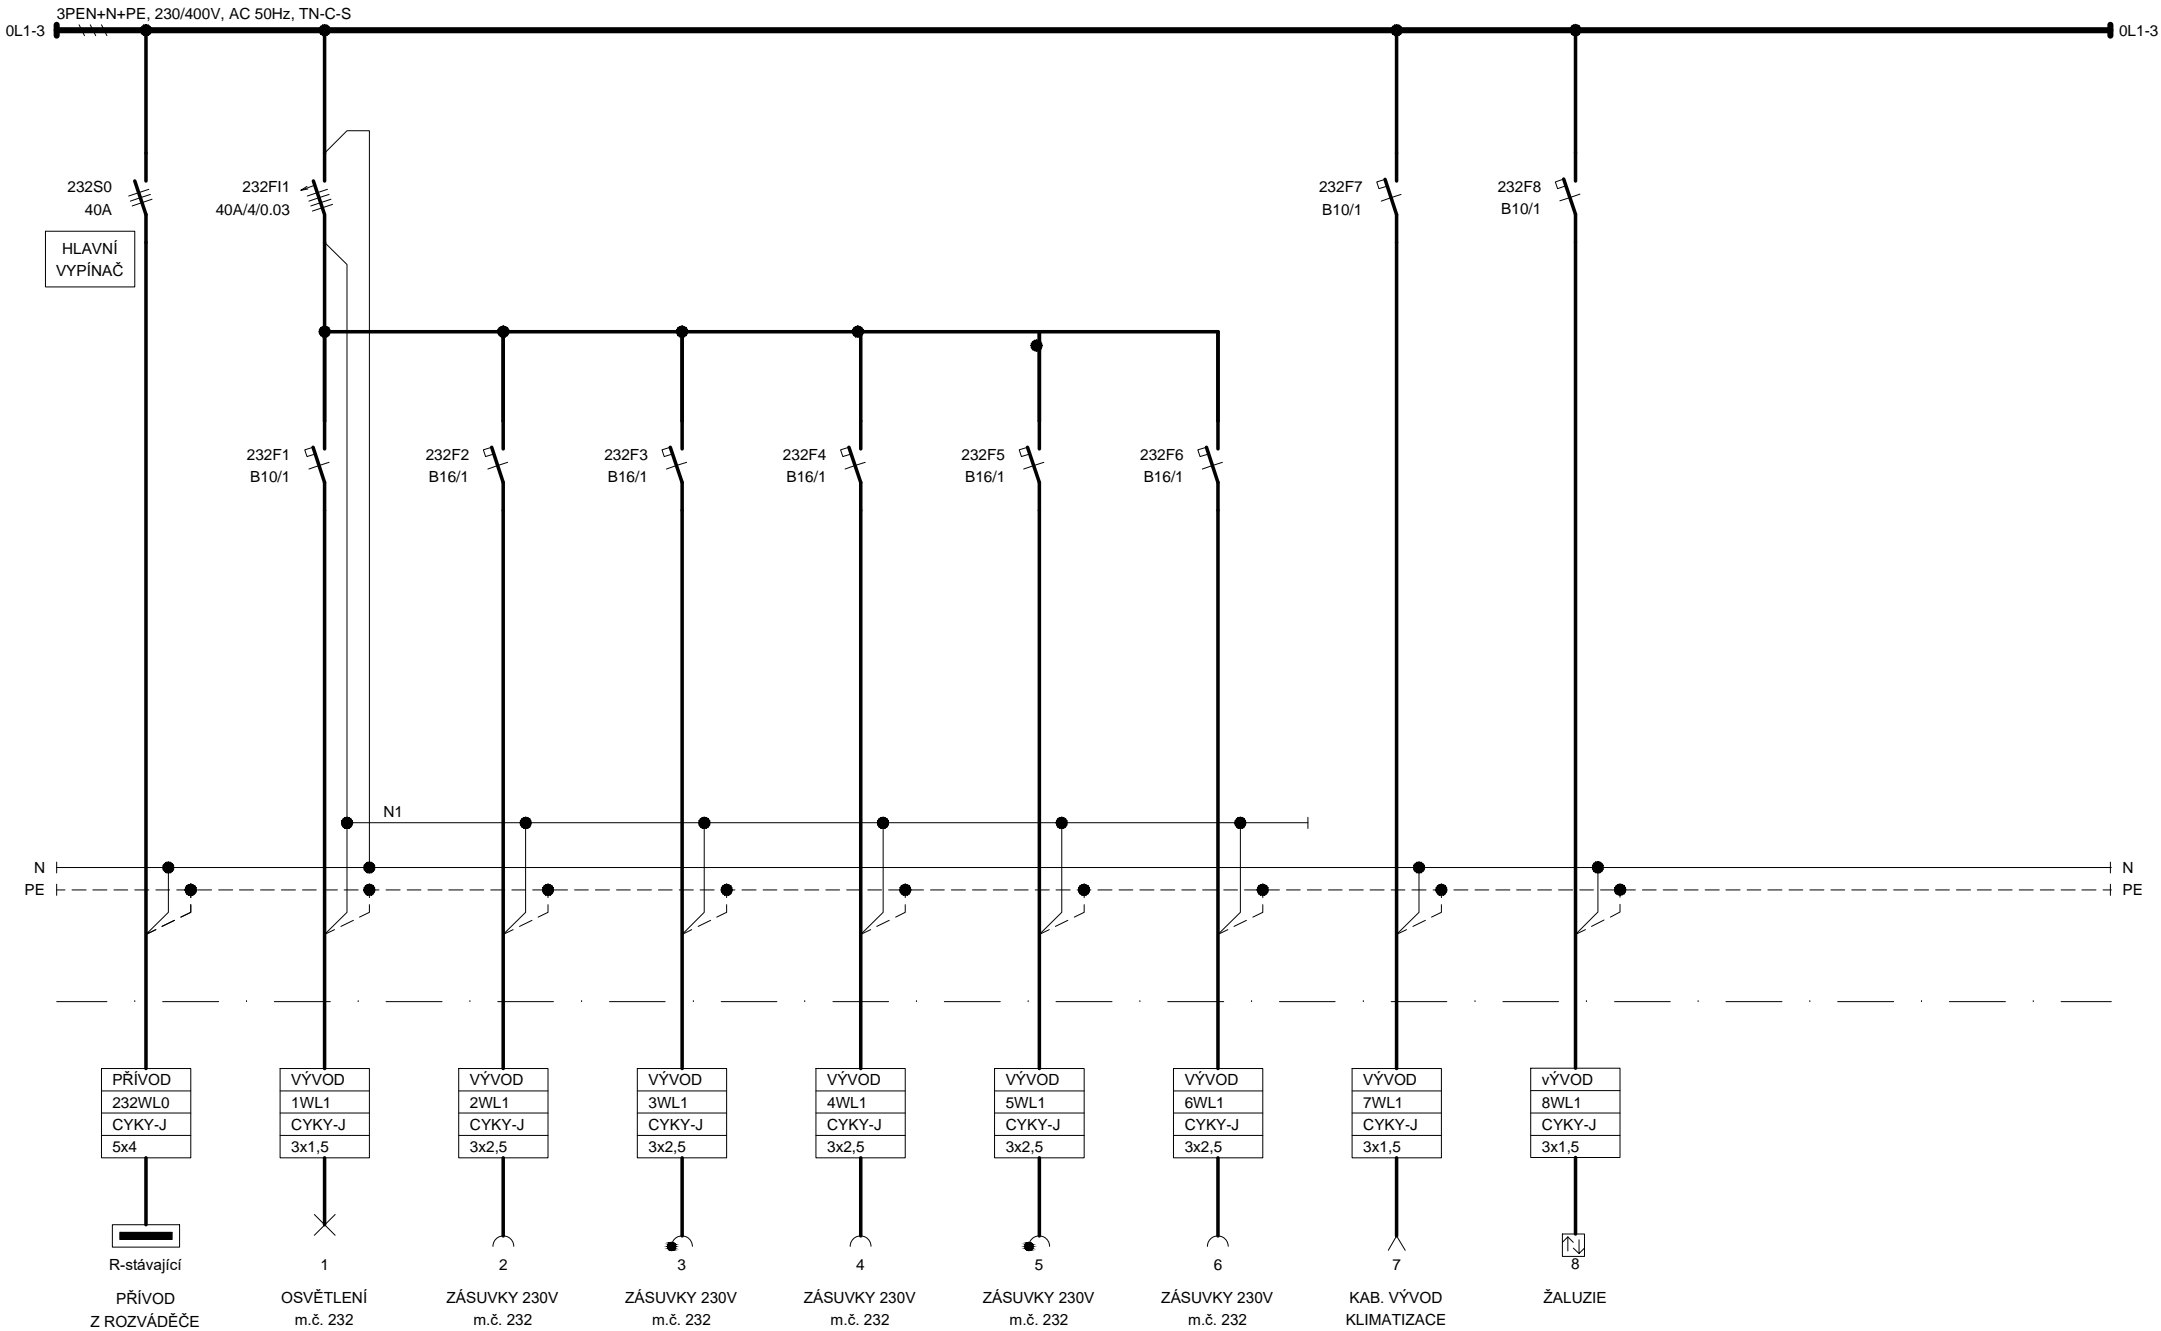 3PEN+N+PE, 230/400V, AC 50Hz, TN-C-S
0L1-3
0L1-3
232S0
40A
HLAVNÍ
VYPÍNAČ
232FI1
40A/4/0.03
232F7
B10/1
232F8
B10/1
232F1
B10/1
232F2
B16/1
232F3
B16/1
232F4
B16/1
232F5
B16/1
232F6
B16/1
N1
N
N
PE
PE
PŘÍVOD
232WL0
CYKY-J
5x4
VÝVOD
1WL1
CYKY-J
3x1,5
VÝVOD
2WL1
CYKY-J
3x2,5
VÝVOD
3WL1
CYKY-J
3x2,5
VÝVOD
4WL1
CYKY-J
3x2,5
VÝVOD
5WL1
CYKY-J
3x2,5
VÝVOD
6WL1
CYKY-J
3x2,5
VÝVOD
7WL1
CYKY-J
3x1,5
vÝVOD
8WL1
CYKY-J
3x1,5
R-stávající
PŘÍVOD
Z ROZVÁDĚČE
1
OSVĚTLENÍ
m.č. 232
2
ZÁSUVKY 230V
m.č. 232
3
ZÁSUVKY 230V
m.č. 232
4
ZÁSUVKY 230V
m.č. 232
5
ZÁSUVKY 230V
m.č. 232
6
ZÁSUVKY 230V
m.č. 232
7
KAB. VÝVOD
KLIMATIZACE
8
ŽALUZIE